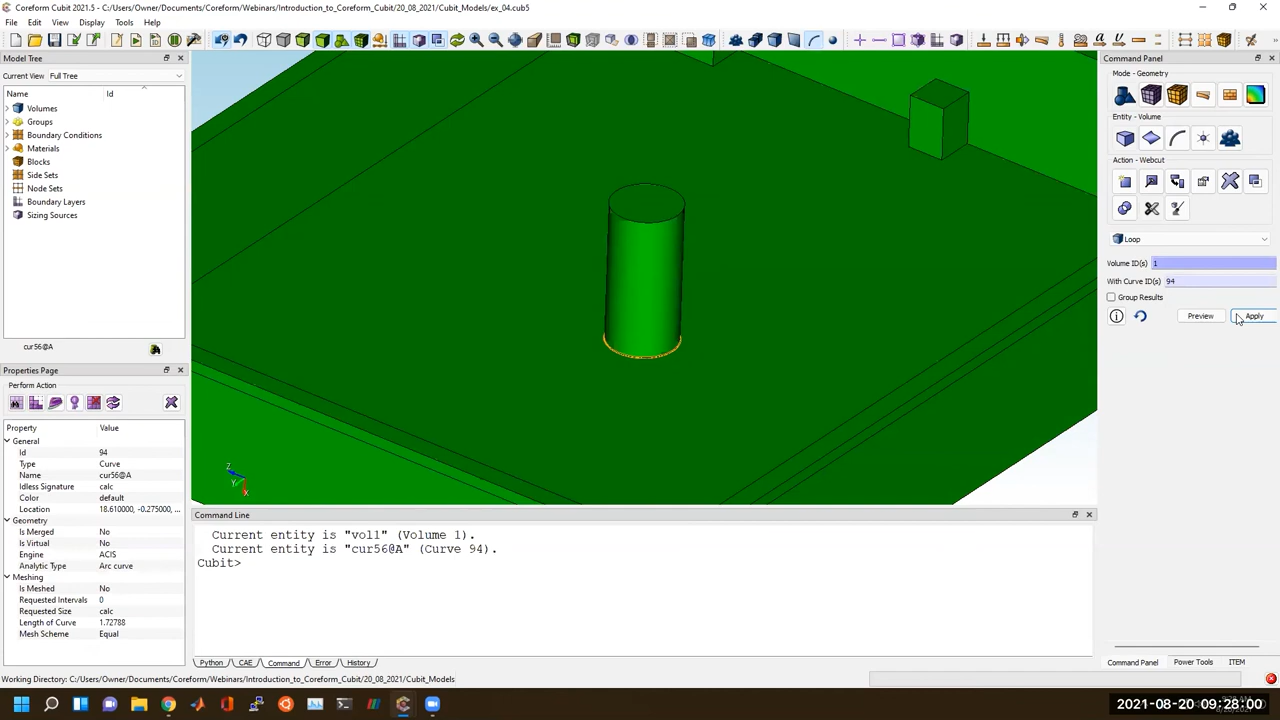 Coreform Cubit 2021.5 - C:/Users/Owner/Documents/Coreform/Webinars/Introduction_to_Coreform_Cubit/20_08_2021/Cubit_Models/ex_04.cub5
File Edit View Display Tools Help
Model Tree
Current View Full Tree
Name Id
Volumes
Groups
Boundary Conditions
Materials
Blocks
Side Sets
Node Sets
Boundary Layers
Sizing Sources
cur56@A
Properties Page
Perform Action
Property Value
General
Id 94
Type Curve
Name cur56@A
Idless Signature calc
Color default
Location 18.610000, -0.275000, ...
Geometry
Is Merged No
Is Virtual No
Engine ACIS
Analytic Type Arc curve
Meshing
Is Meshed No
Requested Intervals 0
Requested Size calc
Length of Curve 1.72788
Mesh Scheme Equal
Z
Y
X
Command Line
Current entity is "vol1" (Volume 1).
Current entity is "cur56@A" (Curve 94).
Cubit>
Python CAE Command Error History
Command Panel
Mode - Geometry
Entity - Volume
Action - Webcut
Loop
Volume ID(s) 1
With Curve ID(s) 94
Group Results
Preview Apply
Command Panel Power Tools ITEM
Working Directory: C:/Users/Owner/Documents/Coreform/Webinars/Introduction_to_Coreform_Cubit/20_08_2021/Cubit_Models
2021-08-20 09:28:00